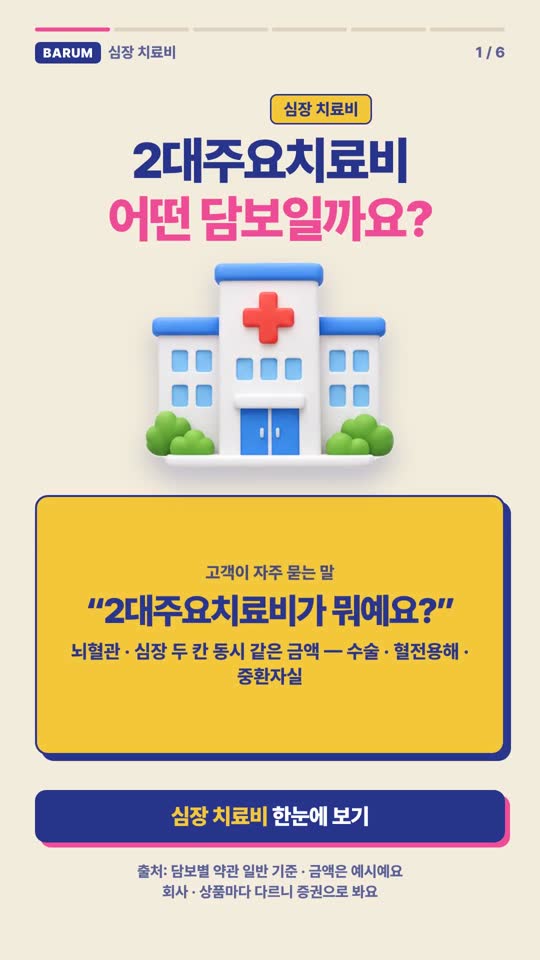 BARUM 심장 치료비 1 / 6
심장 치료비
2대주요치료비
어떤 담보일까요?
고객이 자주 묻는 말
“2대주요치료비가 뭐예요?”
뇌혈관 · 심장 두 칸 동시 같은 금액 — 수술 · 혈전용해 ·
중환자실
심장 치료비 한눈에 보기
출처: 담보별 약관 일반 기준 · 금액은 예시예요
회사 · 상품마다 다르니 증권으로 봐요